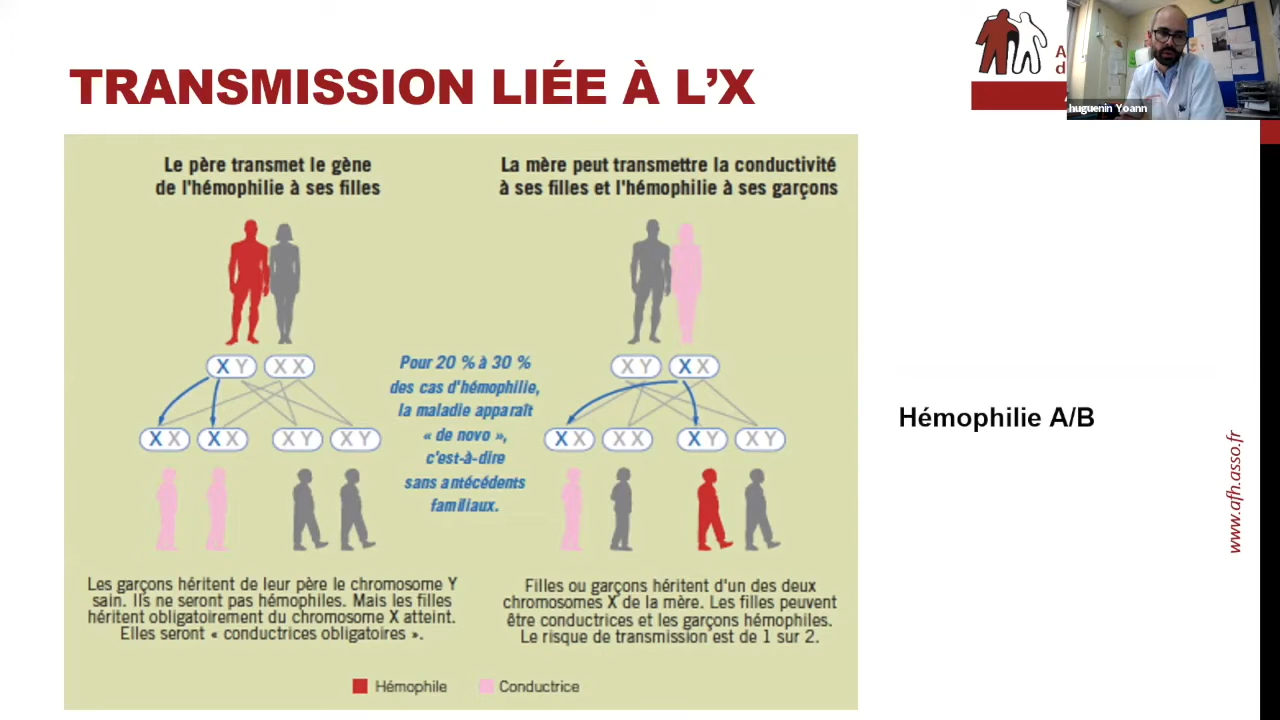 TRANSMISSION LIÉE À L'X
huguenin Yoann
Le père transmet le gène
de l'hémophilie à ses filles
La mère peut transmettre la conductivité
à ses filles et l'hémophilie à ses garçons
X Y
X X
Pour 20 % à 30 %
des cas d'hémophilie,
la maladie apparaît
« de novo »,
c'est-à-dire
sans antécédents
familiaux.
X Y
X X
X X
X X
X Y
X Y
X X
X X
X Y
X Y
Les garçons héritent de leur père le chromosome Y
sain. Ils ne seront pas hémophiles. Mais les filles
héritent obligatoirement du chromosome X atteint.
Elles seront « conductrices obligatoires ».
Filles ou garçons héritent d'un des deux
chromosomes X de la mère. Les filles peuvent
être conductrices et les garçons hémophiles.
Le risque de transmission est de 1 sur 2.
Hémophile
Conductrice
Hémophilie A/B
www.afh.asso.fr